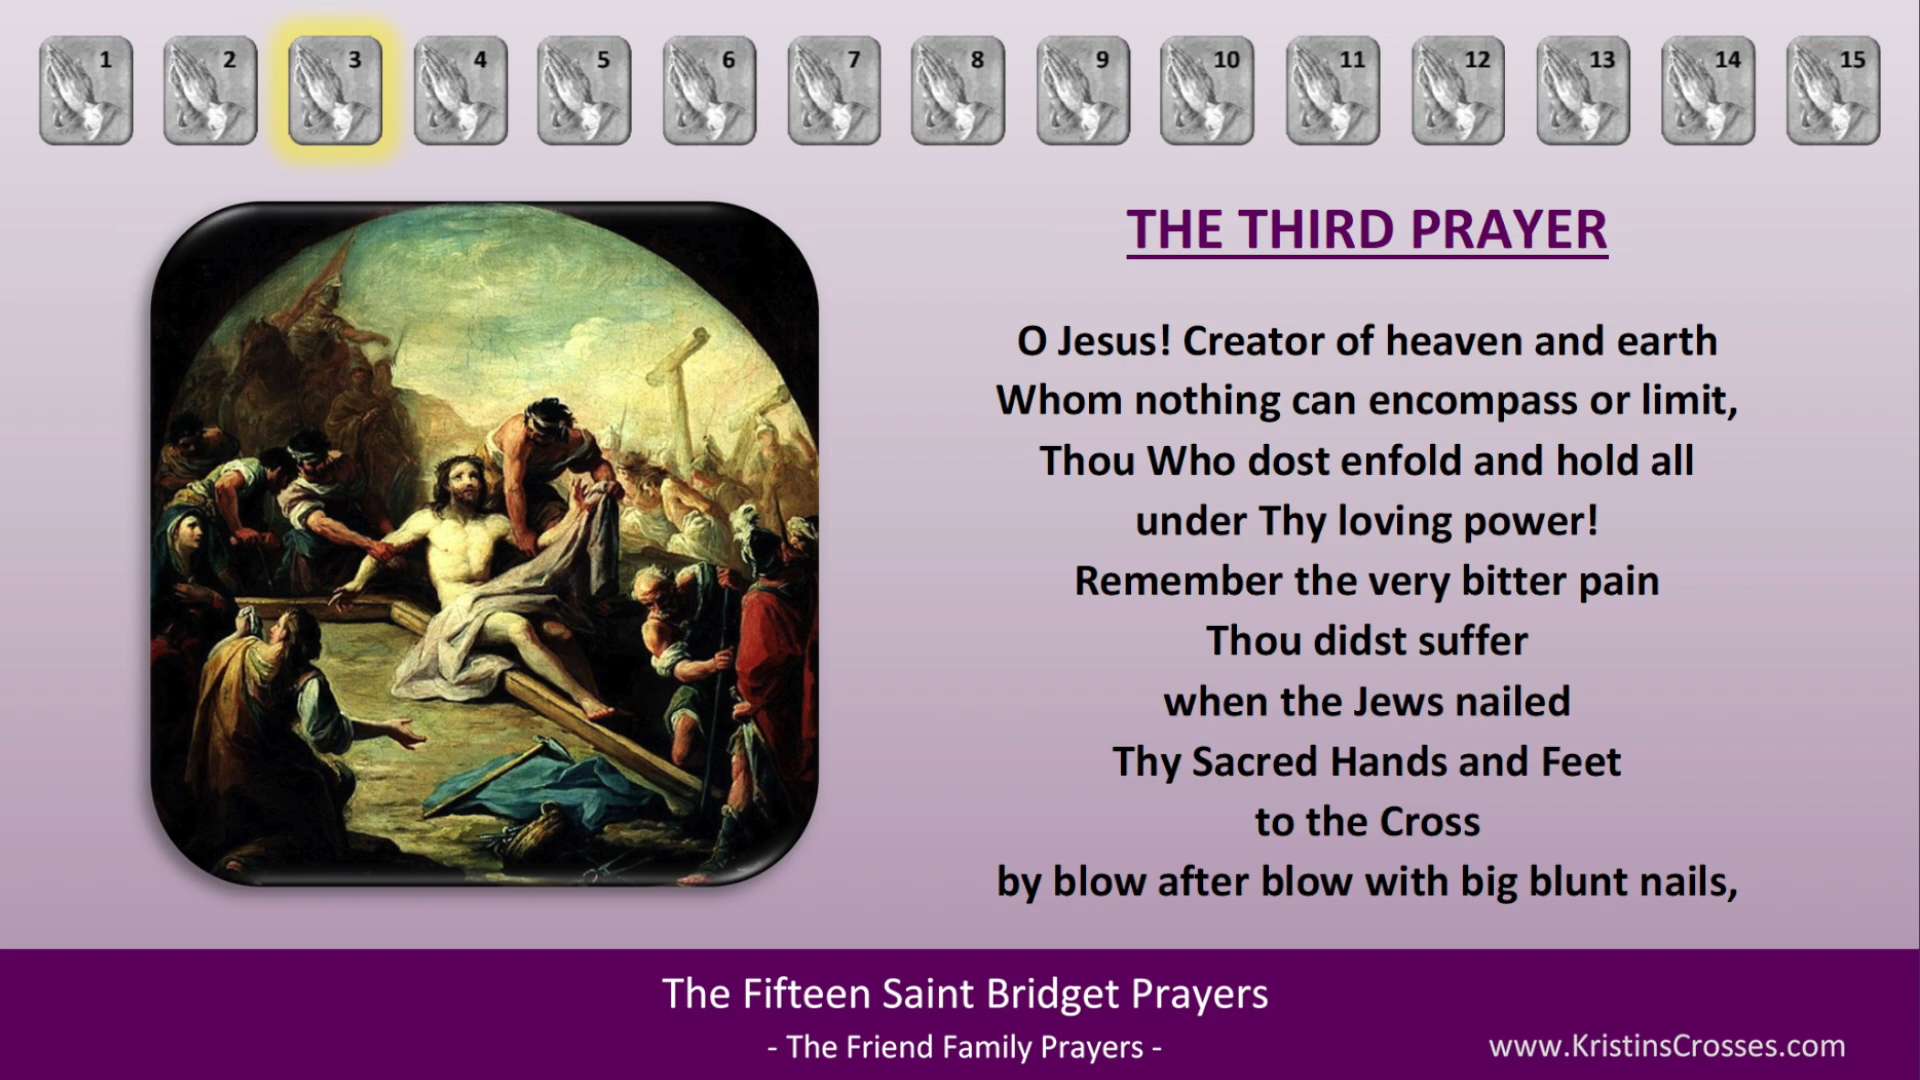 1 2 3 4 5 6 7 8 9 10 11 12 13 14 15
THE THIRD PRAYER
O Jesus! Creator of heaven and earth
Whom nothing can encompass or limit,
Thou Who dost enfold and hold all
under Thy loving power!
Remember the very bitter pain
Thou didst suffer
when the Jews nailed
Thy Sacred Hands and Feet
to the Cross
by blow after blow with big blunt nails,
The Fifteen Saint Bridget Prayers
- The Friend Family Prayers -
www.KristinsCrosses.com